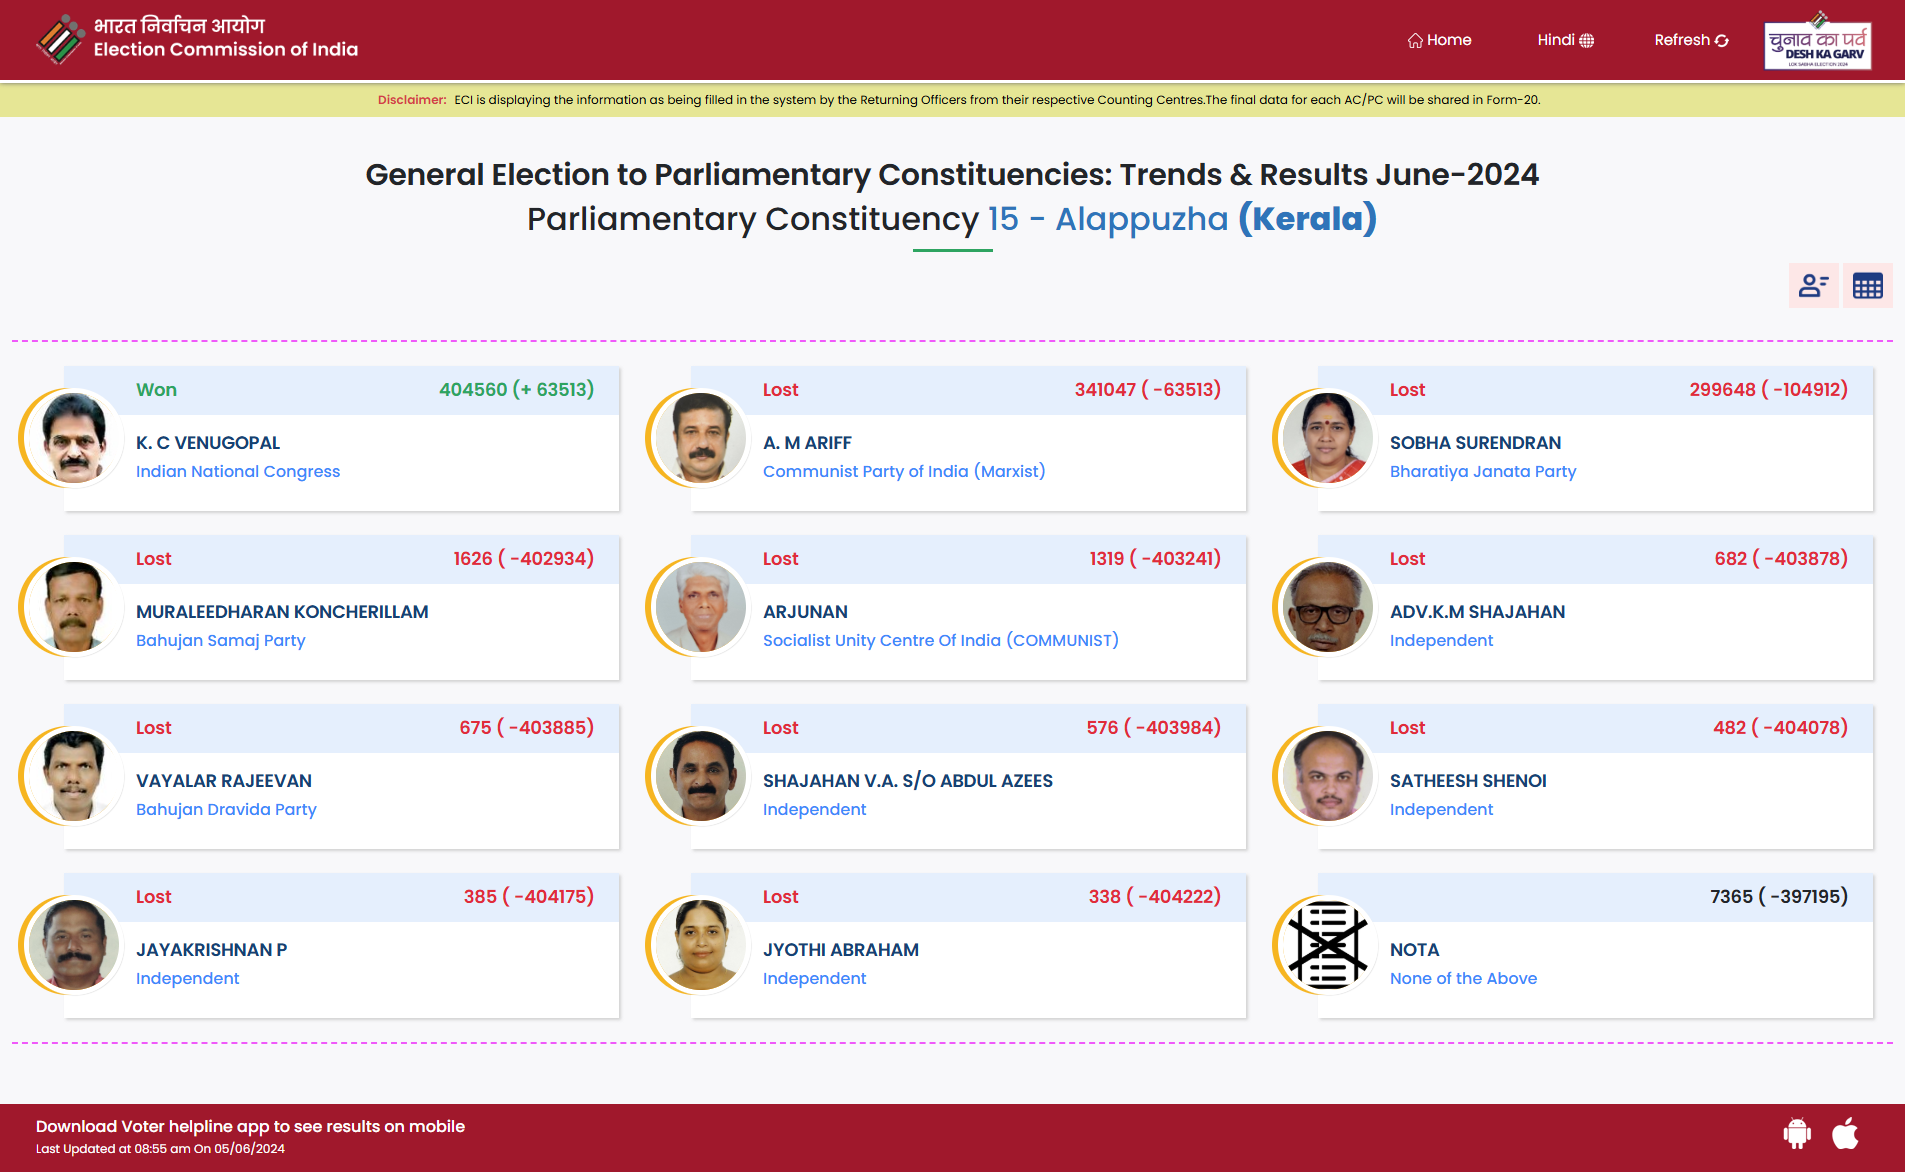 भारत निर्वाचन आयोग
Election Commission of India
Home
Hindi
Refresh
चुनाव का पर्व
DESH KA GARV
LOK SABHA ELECTION 2024
Disclaimer: ECI is displaying the information as being filled in the system by the Returning Officers from their respective Counting Centres.The final data for each AC/PC will be shared in Form-20.
General Election to Parliamentary Constituencies: Trends & Results June-2024
Parliamentary Constituency 15 - Alappuzha (Kerala)
Won 404560 (+ 63513)
K. C VENUGOPAL
Indian National Congress
Lost 341047 ( -63513)
A. M ARIFF
Communist Party of India (Marxist)
Lost 299648 ( -104912)
SOBHA SURENDRAN
Bharatiya Janata Party
Lost 1626 ( -402934)
MURALEEDHARAN KONCHERILLAM
Bahujan Samaj Party
Lost 1319 ( -403241)
ARJUNAN
Socialist Unity Centre Of India (COMMUNIST)
Lost 682 ( -403878)
ADV.K.M SHAJAHAN
Independent
Lost 675 ( -403885)
VAYALAR RAJEEVAN
Bahujan Dravida Party
Lost 576 ( -403984)
SHAJAHAN V.A. S/O ABDUL AZEES
Independent
Lost 482 ( -404078)
SATHEESH SHENOI
Independent
Lost 385 ( -404175)
JAYAKRISHNAN P
Independent
Lost 338 ( -404222)
JYOTHI ABRAHAM
Independent
7365 ( -397195)
NOTA
None of the Above
Download Voter helpline app to see results on mobile
Last Updated at 08:55 am On 05/06/2024